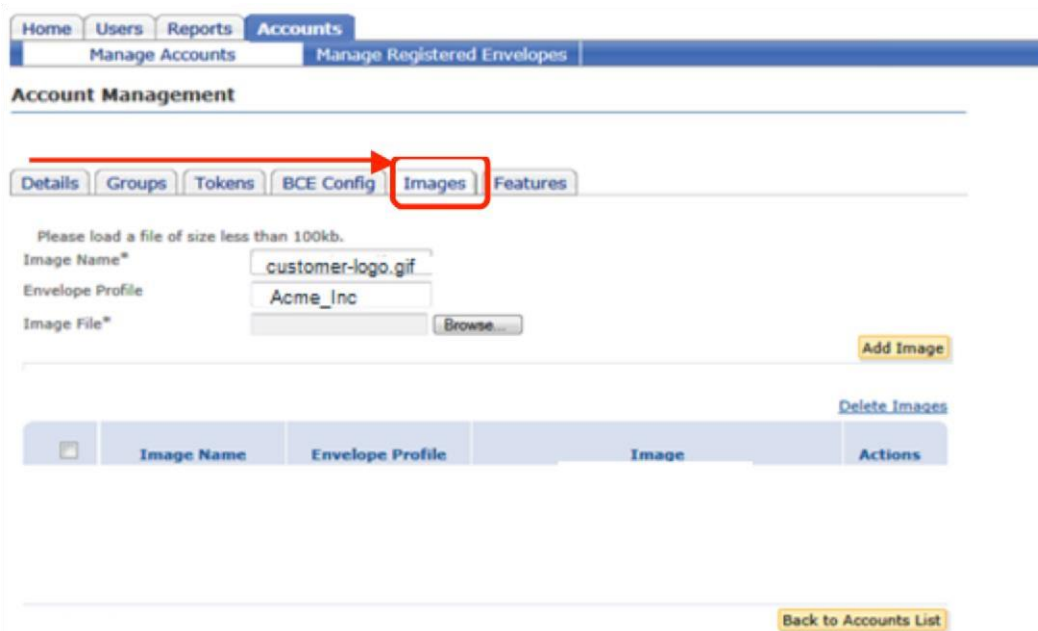 Home Users Reports Accounts
Manage Accounts Manage Registered Envelopes
Account Management
Details Groups Tokens BCE Config Images Features
Please load a file of size less than 100kb.
Image Name* customer-logo.gif
Envelope Profile Acme_Inc
Image File* Browse...
Add Image
Delete Images
Image Name Envelope Profile Image Actions
Back to Accounts List